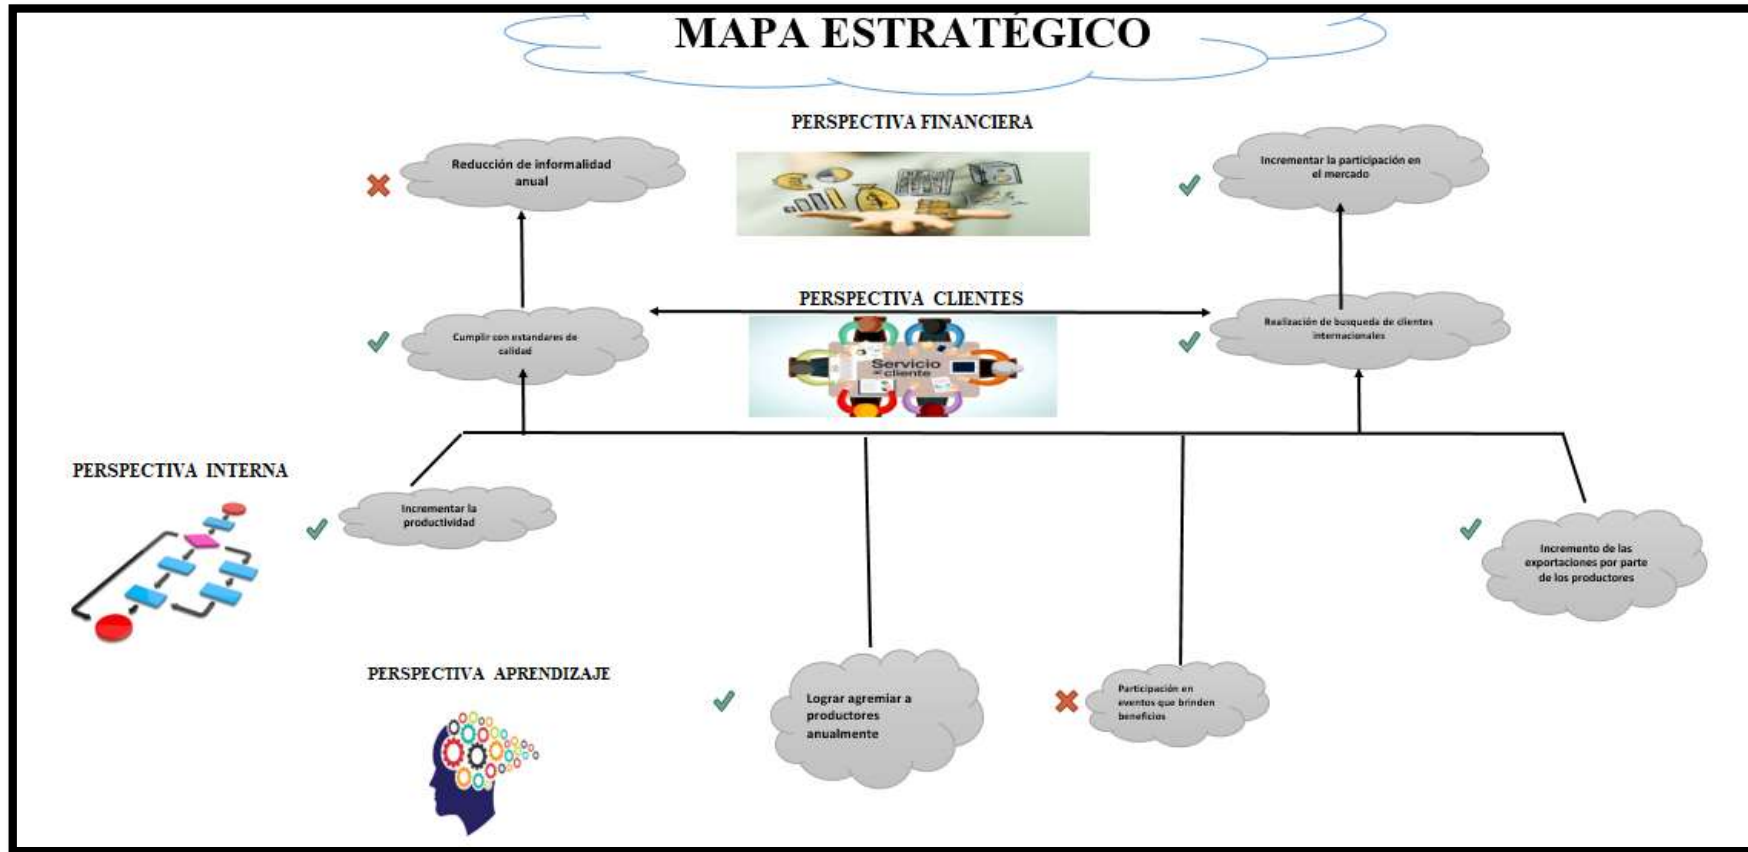 MAPA ESTRATÉGICO
PERSPECTIVA FINANCIERA
Reducción de informalidad
anual
Incrementar la participación en
el mercado
PERSPECTIVA CLIENTES
Cumplir con estandares de
calidad
Servicio
al cliente
Realización de busqueda de clientes
internacionales
PERSPECTIVA INTERNA
Incrementar la
productividad
Incremento de las
exportaciones por parte
de los productores
PERSPECTIVA APRENDIZAJE
Lograr agremiar a
productores
anualmente
Participación en
eventos que brinden
beneficios